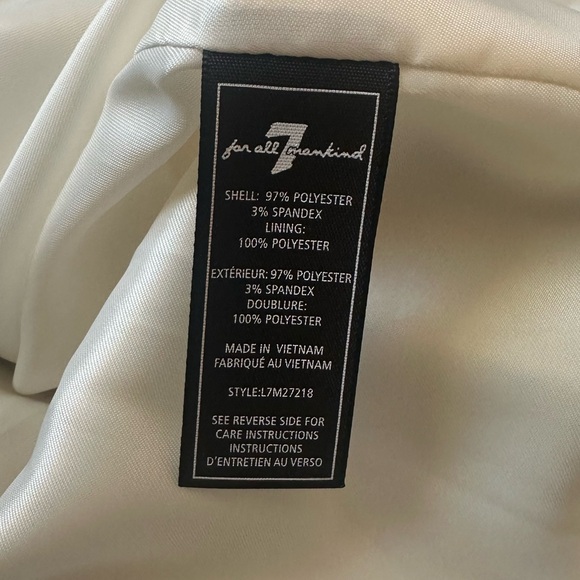 7
for all mankind
SHELL: 97% POLYESTER
3% SPANDEX
LINING:
100% POLYESTER
EXTÉRIEUR: 97% POLYESTER
3% SPANDEX
DOUBLURE:
100% POLYESTER
MADE IN VIETNAM
FABRIQUÉ AU VIETNAM
STYLE:L7M27218
SEE REVERSE SIDE FOR
CARE INSTRUCTIONS
INSTRUCTIONS
D'ENTRETIEN AU VERSO